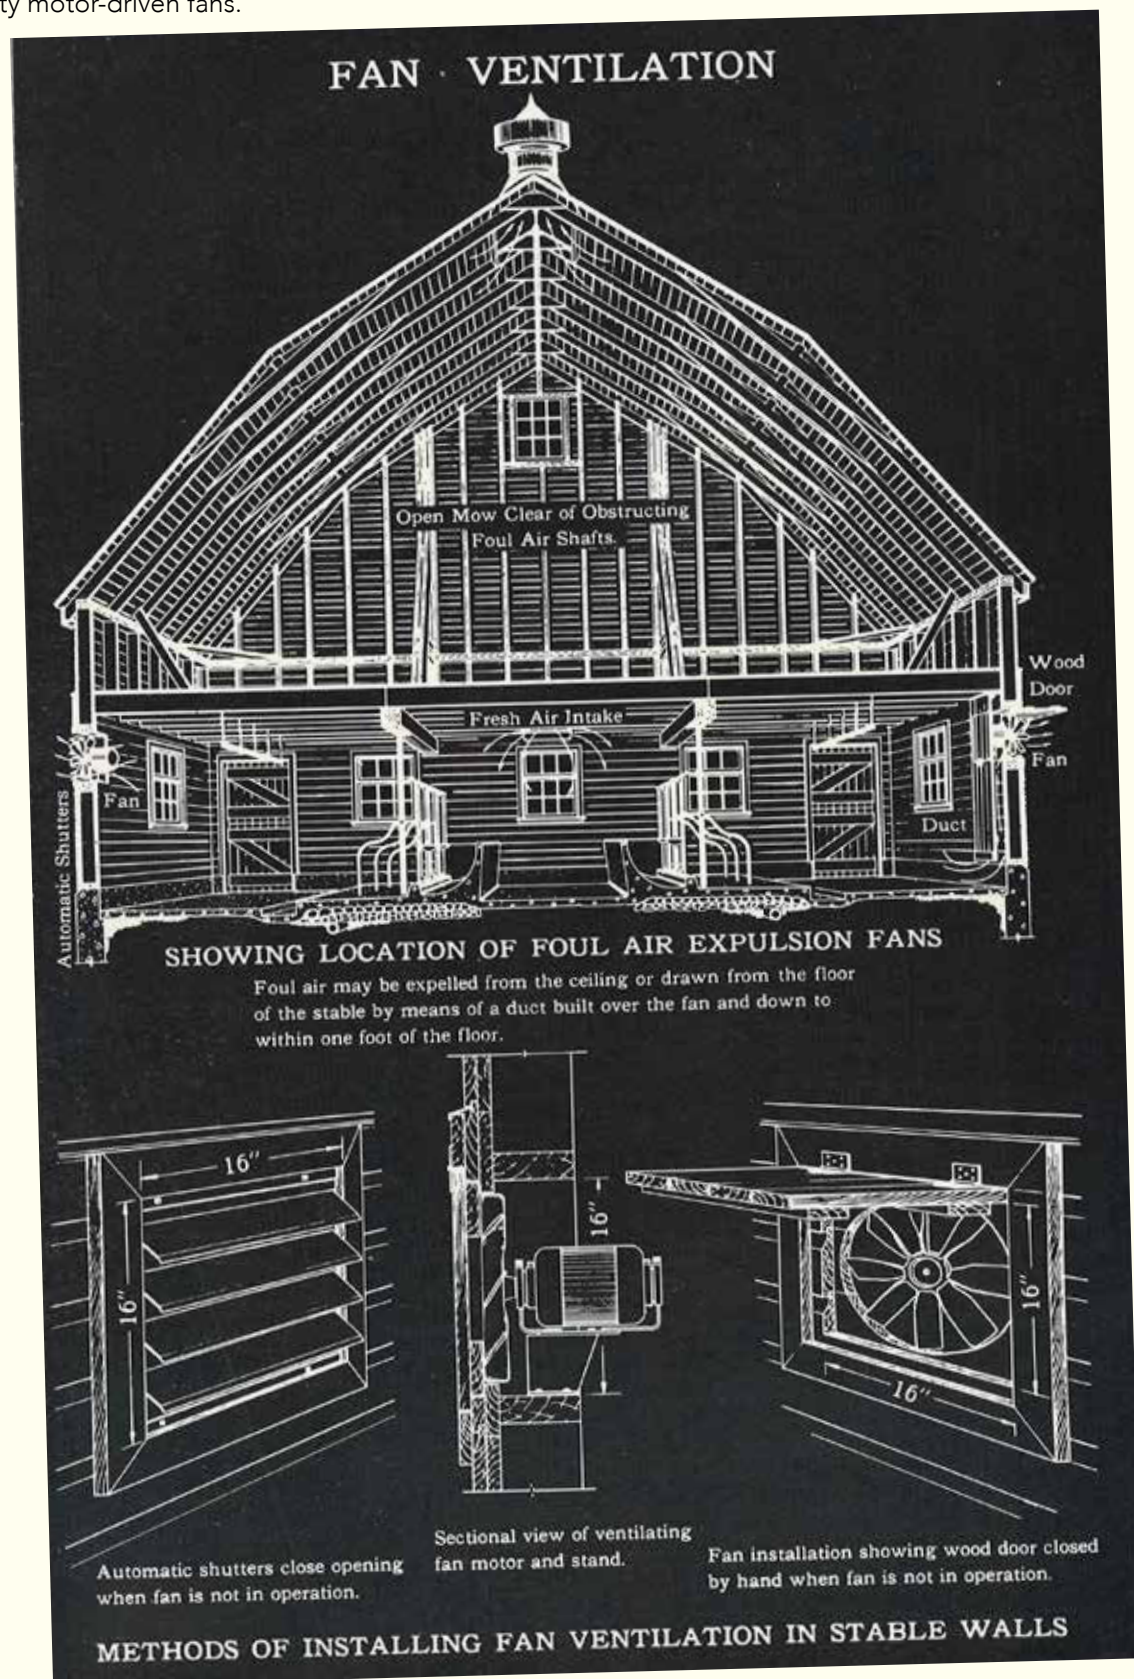 ty motor-driven fans.
FAN · VENTILATION
Open Mow Clear of Obstructing
Foul Air Shafts.
Wood
Door
Fresh Air Intake
Fan
Fan
Duct
Automatic Shutters
SHOWING LOCATION OF FOUL AIR EXPULSION FANS
Foul air may be expelled from the ceiling or drawn from the floor
of the stable by means of a duct built over the fan and down to
within one foot of the floor.
16"
16"
16"
16"
16"
Automatic shutters close opening
when fan is not in operation.
Sectional view of ventilating
fan motor and stand.
Fan installation showing wood door closed
by hand when fan is not in operation.
METHODS OF INSTALLING FAN VENTILATION IN STABLE WALLS